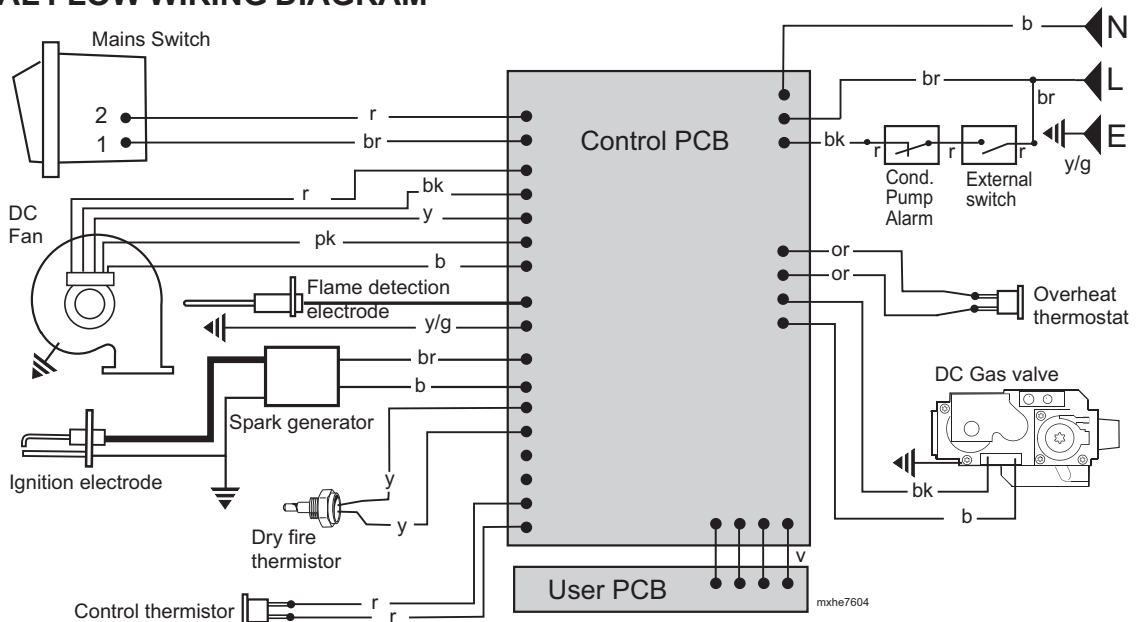 AL FLOW WIRING DIAGRAM
Mains Switch
2
1
r
br
DC
Fan
r
bk
y
pk
b
Flame detection
electrode
y/g
br
b
Spark generator
Ignition electrode
y
y
Dry fire
thermistor
Control thermistor
r
r
Control PCB
User PCB
v
mxhe7604
b
N
br
L
br
bk
r
r
r
E
y/g
Cond.
Pump
Alarm
External
switch
or
or
Overheat
thermostat
DC Gas valve
bk
b